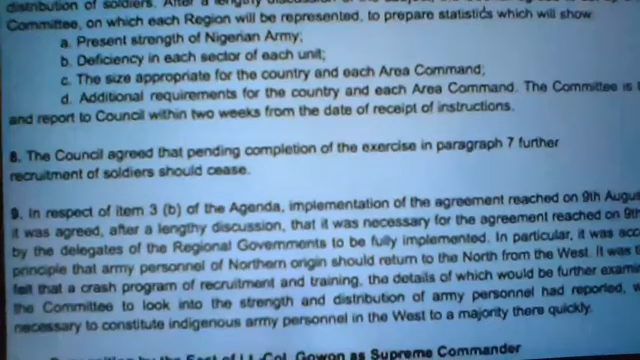 distribution of soldiers. After a lengthy
Committee, on which each Region will be represented, to prepare statistics which will show
a. Present strength of Nigerian Army;
b. Deficiency in each sector of each unit;
c. The size appropriate for the country and each Area Command;
d. Additional requirements for the country and each Area Command. The Committee is
and report to Council within two weeks from the date of receipt of instructions.
8. The Council agreed that pending completion of the exercise in paragraph 7 further
recruitment of soldiers should cease.
9. In respect of item 3 (b) of the Agenda, implementation of the agreement reached on 9th Augus
it was agreed, after a lengthy discussion, that it was necessary for the agreement reached on 9th
by the delegates of the Regional Governments to be fully implemented. In particular, it was acc
principle that army personnel of Northern origin should return to the North from the West. It was
felt that a crash program of recruitment and training, the details of which would be further exami
the Committee to look into the strength and distribution of army personnel had reported, w
necessary to constitute indigenous army personnel in the West to a majority there quickly.
by the East of Lt.-Col. Gowon as Supreme Commander